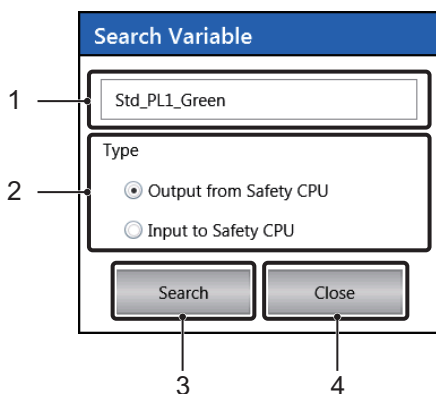 Search Variable
1
Std_PL1_Green
Type
2
Output from Safety CPU
Input to Safety CPU
Search
Close
3
4